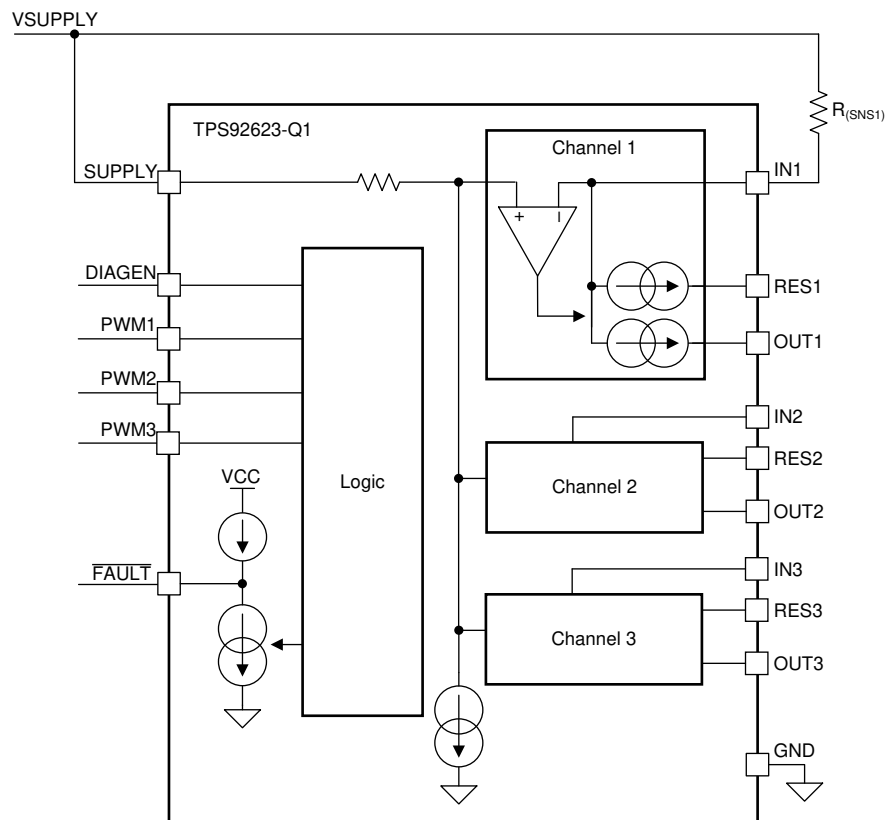 VSUPPLY
R(SNS1)
TPS92623-Q1
Channel 1
SUPPLY
IN1
+
–
DIAGEN
RES1
PWM1
OUT1
PWM2
IN2
PWM3
RES2
VCC
Logic
Channel 2
OUT2
FAULT
IN3
RES3
Channel 3
OUT3
GND